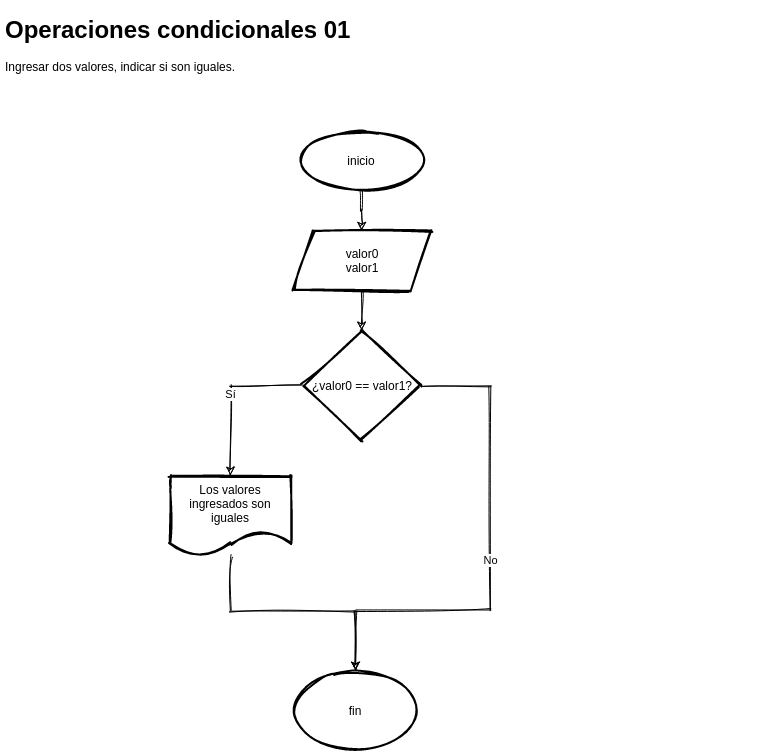 Operaciones condicionales 01
Ingresar dos valores, indicar si son iguales.
inicio
valor0
valor1
¿valor0 == valor1?
Sí
Los valores
ingresados son
iguales
No
fin